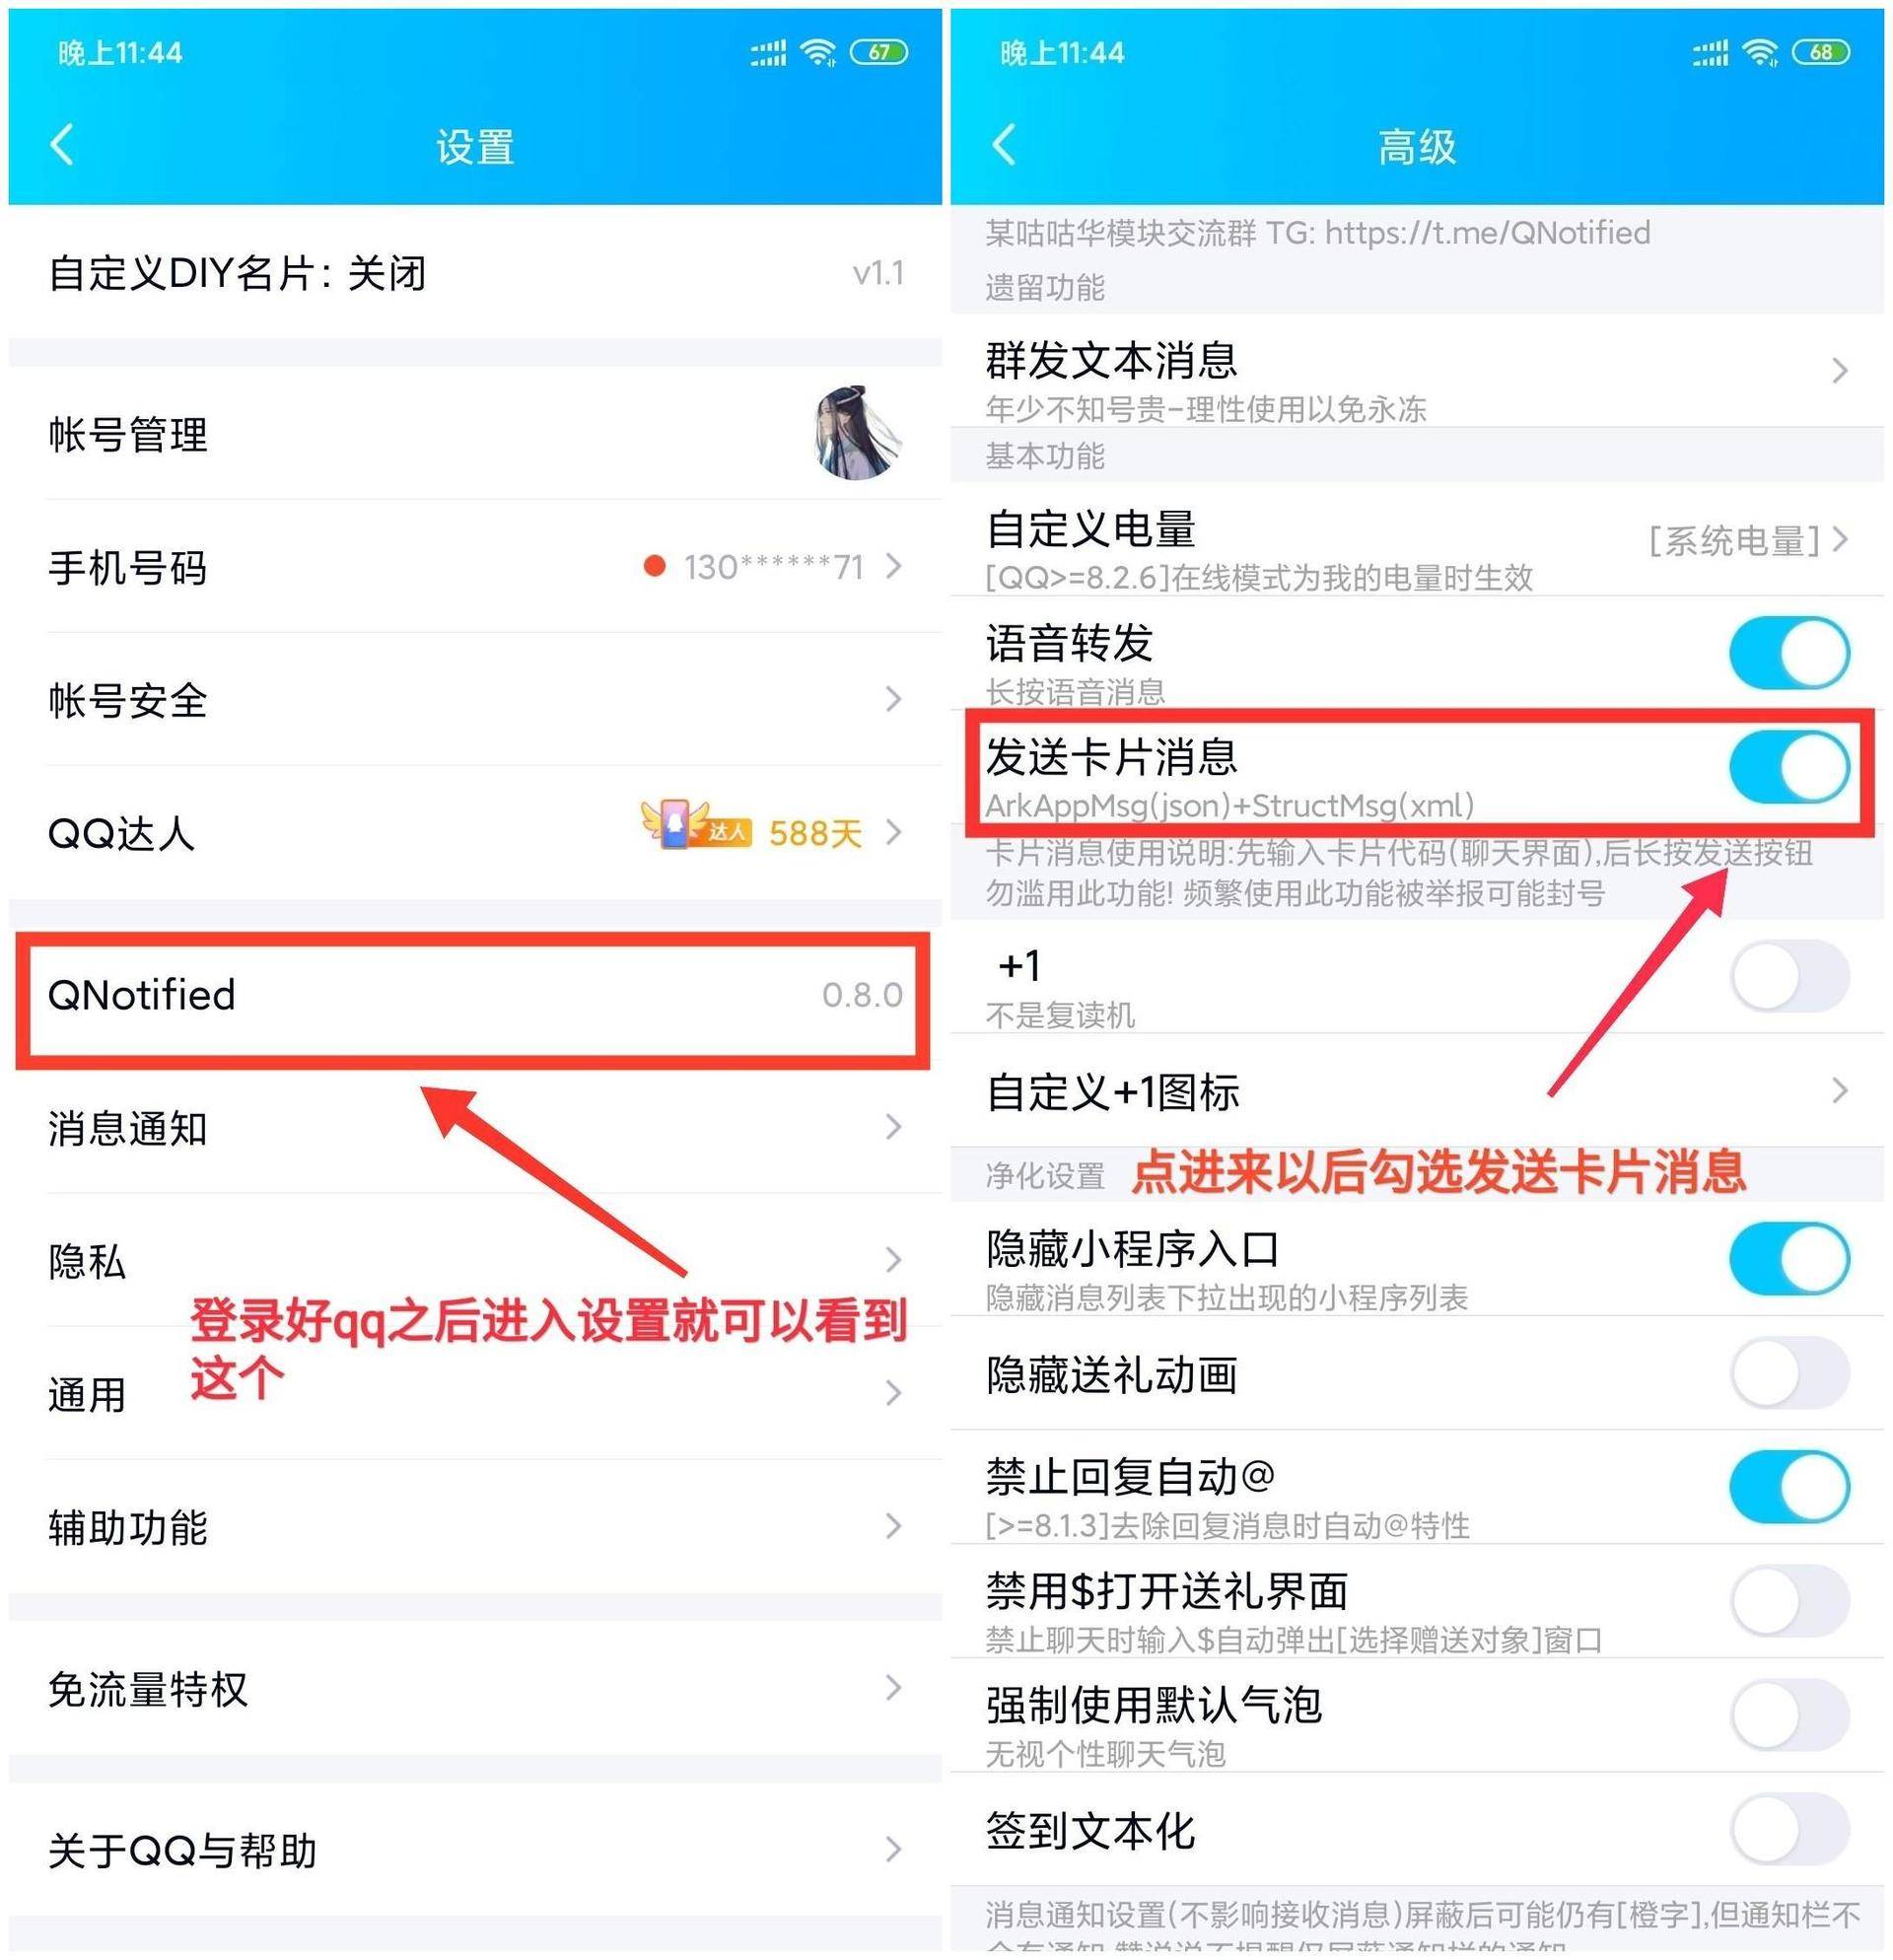 晚上11:44
67
设置
自定义DIY名片：关闭
v1.1
帐号管理
手机号码
130******71
帐号安全
QQ达人
达人
588天
QNotified
0.8.0
消息通知
隐私
登录好qq之后进入设置就可以看到
这个
通用
辅助功能
免流量特权
关于QQ与帮助
晚上11:44
68
高级
某咕咕华模块交流群 TG: https://t.me/QNotified
遗留功能
群发文本消息
年少不知号贵-理性使用以免永冻
基本功能
自定义电量
[系统电量]
[QQ>=8.2.6]在线模式为我的电量时生效
语音转发
长按语音消息
发送卡片消息
ArkAppMsg(json)+StructMsg(xml)
卡片消息使用说明:先输入卡片代码(聊天界面),后长按发送按钮
勿滥用此功能! 频繁使用此功能被举报可能封号
+1
不是复读机
自定义+1图标
净化设置
点进来以后勾选发送卡片消息
隐藏小程序入口
隐藏消息列表下拉出现的小程序列表
隐藏送礼动画
禁止回复自动@
[>=8.1.3]去除回复消息时自动@特性
禁用$打开送礼界面
禁止聊天时输入$自动弹出[选择赠送对象]窗口
强制使用默认气泡
无视个性聊天气泡
签到文本化
消息通知设置(不影响接收消息)屏蔽后可能仍有[橙字],但通知栏不